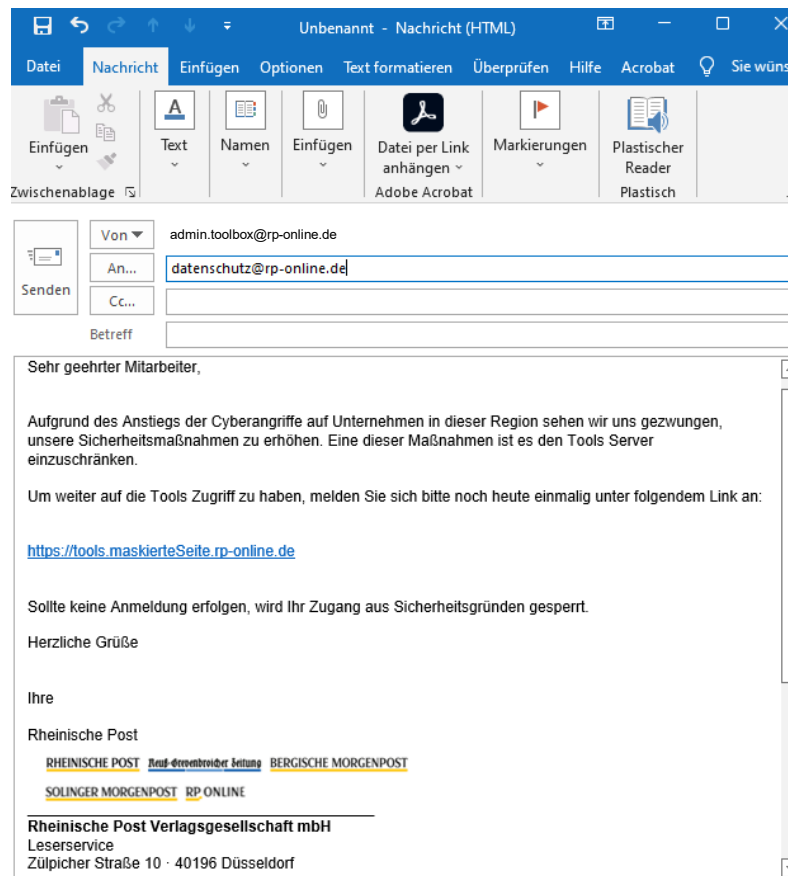 Unbenannt - Nachricht (HTML)
Datei Nachricht Einfügen Optionen Text formatieren Überprüfen Hilfe Acrobat Sie wüns
Einfügen Text Namen Einfügen Datei per Link anhängen Markierungen Plastischer Reader
Zwischenablage Adobe Acrobat Plastisch
Von admin.toolbox@rp-online.de
An... datenschutz@rp-online.de
Senden
Cc...
Betreff
Sehr geehrter Mitarbeiter,
Aufgrund des Anstiegs der Cyberangriffe auf Unternehmen in dieser Region sehen wir uns gezwungen,
unsere Sicherheitsmaßnahmen zu erhöhen. Eine dieser Maßnahmen ist es den Tools Server
einzuschränken.
Um weiter auf die Tools Zugriff zu haben, melden Sie sich bitte noch heute einmalig unter folgendem Link an:
https://tools.maskierteSeite.rp-online.de
Sollte keine Anmeldung erfolgen, wird Ihr Zugang aus Sicherheitsgründen gesperrt.
Herzliche Grüße
Ihre
Rheinische Post
RHEINISCHE POST Neuß-Grevenbroicher Zeitung BERGISCHE MORGENPOST
SOLINGER MORGENPOST RP ONLINE
Rheinische Post Verlagsgesellschaft mbH
Leserservice
Zülpicher Straße 10 · 40196 Düsseldorf